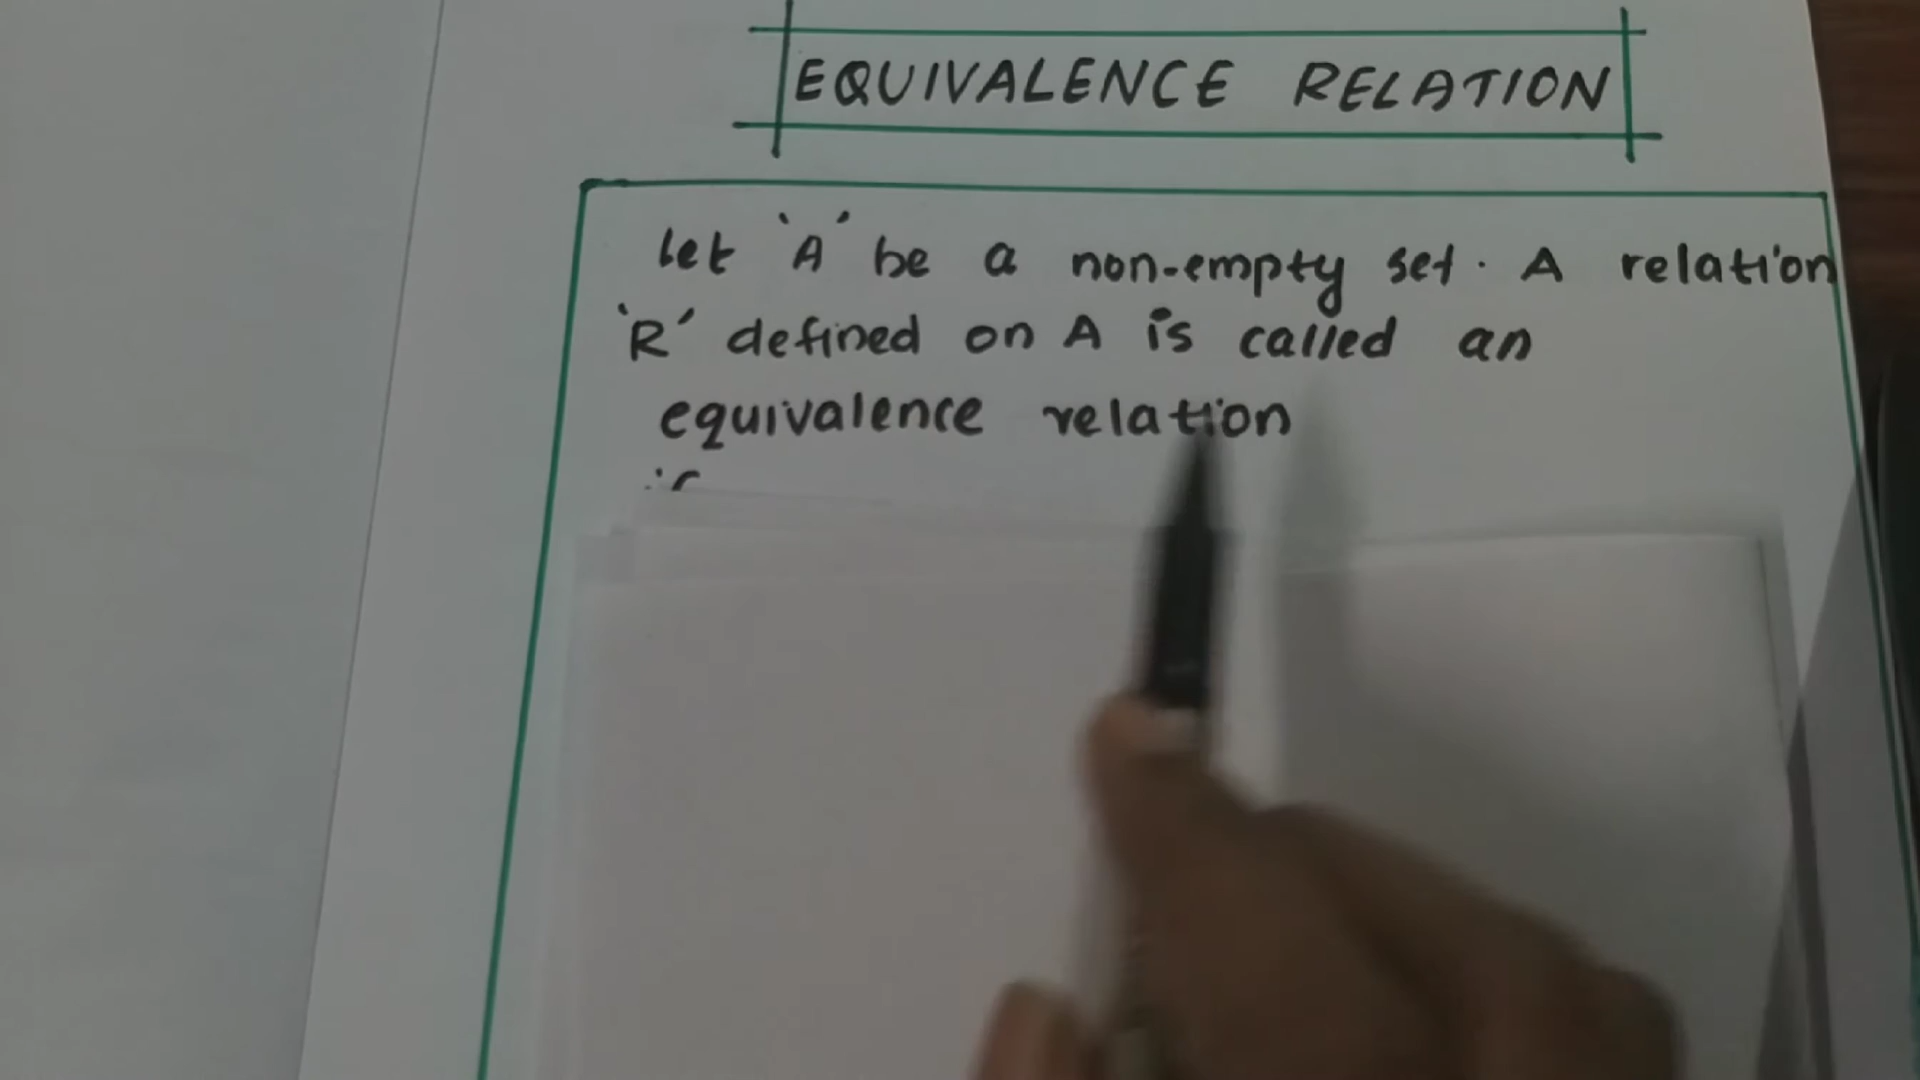 EQUIVALENCE RELATION
Let 'A' be a non-empty set. A relation
'R' defined on A is called an
equivalence relation